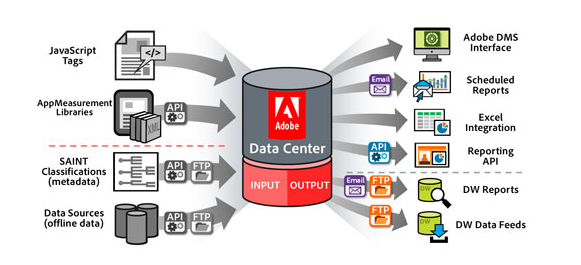 JavaScript
Tags
</>
AppMeasurement
Libraries
XML
API
SAINT
Classifications
(metadata)
API
FTP
Data Sources
(offline data)
API
FTP
Adobe
Data Center
INPUT
OUTPUT
Adobe DMS
Interface
Email
Scheduled
Reports
Excel
Integration
API
Reporting
API
Email
FTP
DW
DW Reports
FTP
DW
DW Data Feeds